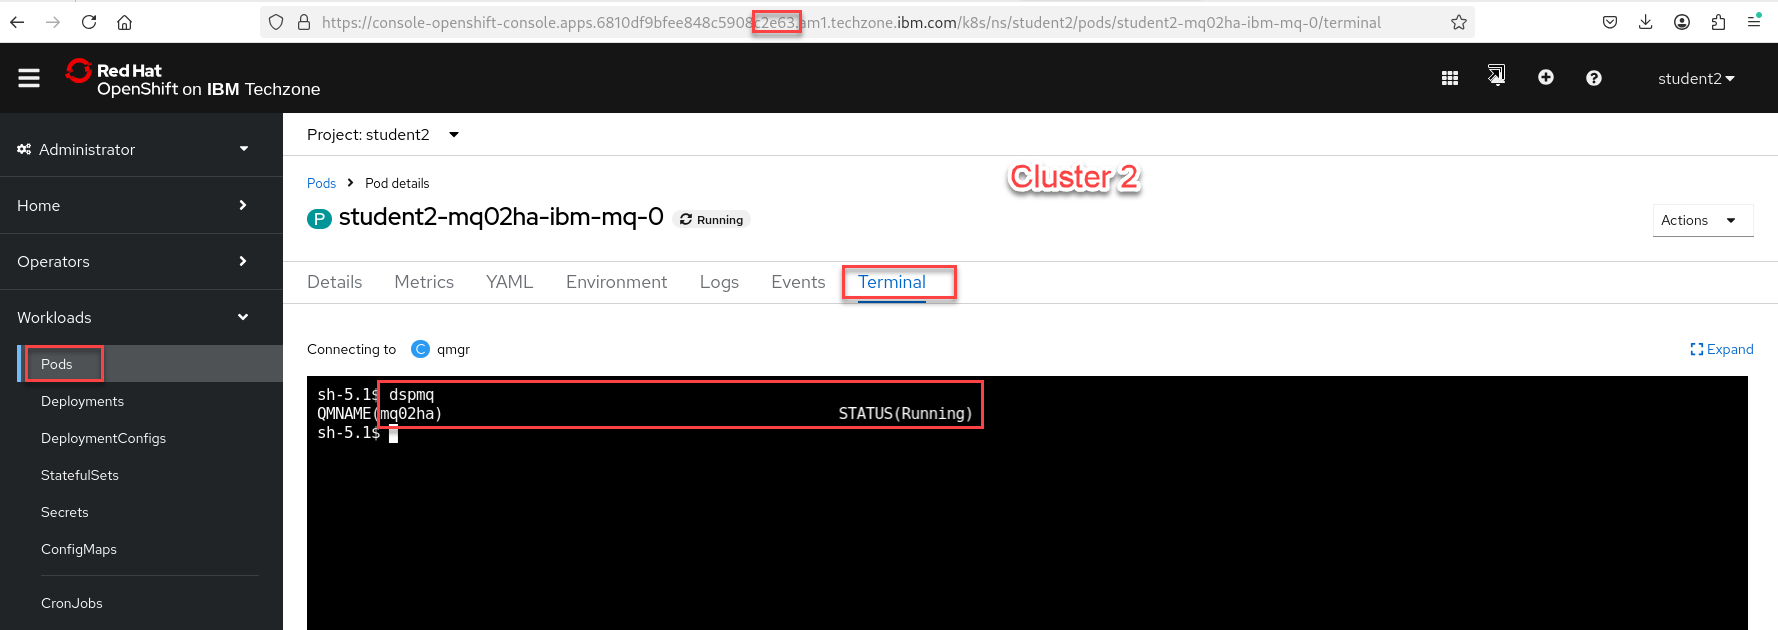 https://console-openshift-console.apps.6810df9bfee848c5908c2e63.am1.techzone.ibm.com/k8s/ns/student2/pods/student2-mq02ha-ibm-mq-0/terminal
Red Hat
OpenShift on IBM Techzone
student2
Administrator
Home
Operators
Workloads
Pods
Deployments
DeploymentConfigs
StatefulSets
Secrets
ConfigMaps
CronJobs
Project: student2
Cluster 2
Pods > Pod details
P student2-mq02ha-ibm-mq-0 Running
Actions
Details Metrics YAML Environment Logs Events Terminal
Connecting to C qmgr
Expand
sh-5.1$ dspmq
QMNAME(mq02ha) STATUS(Running)
sh-5.1$